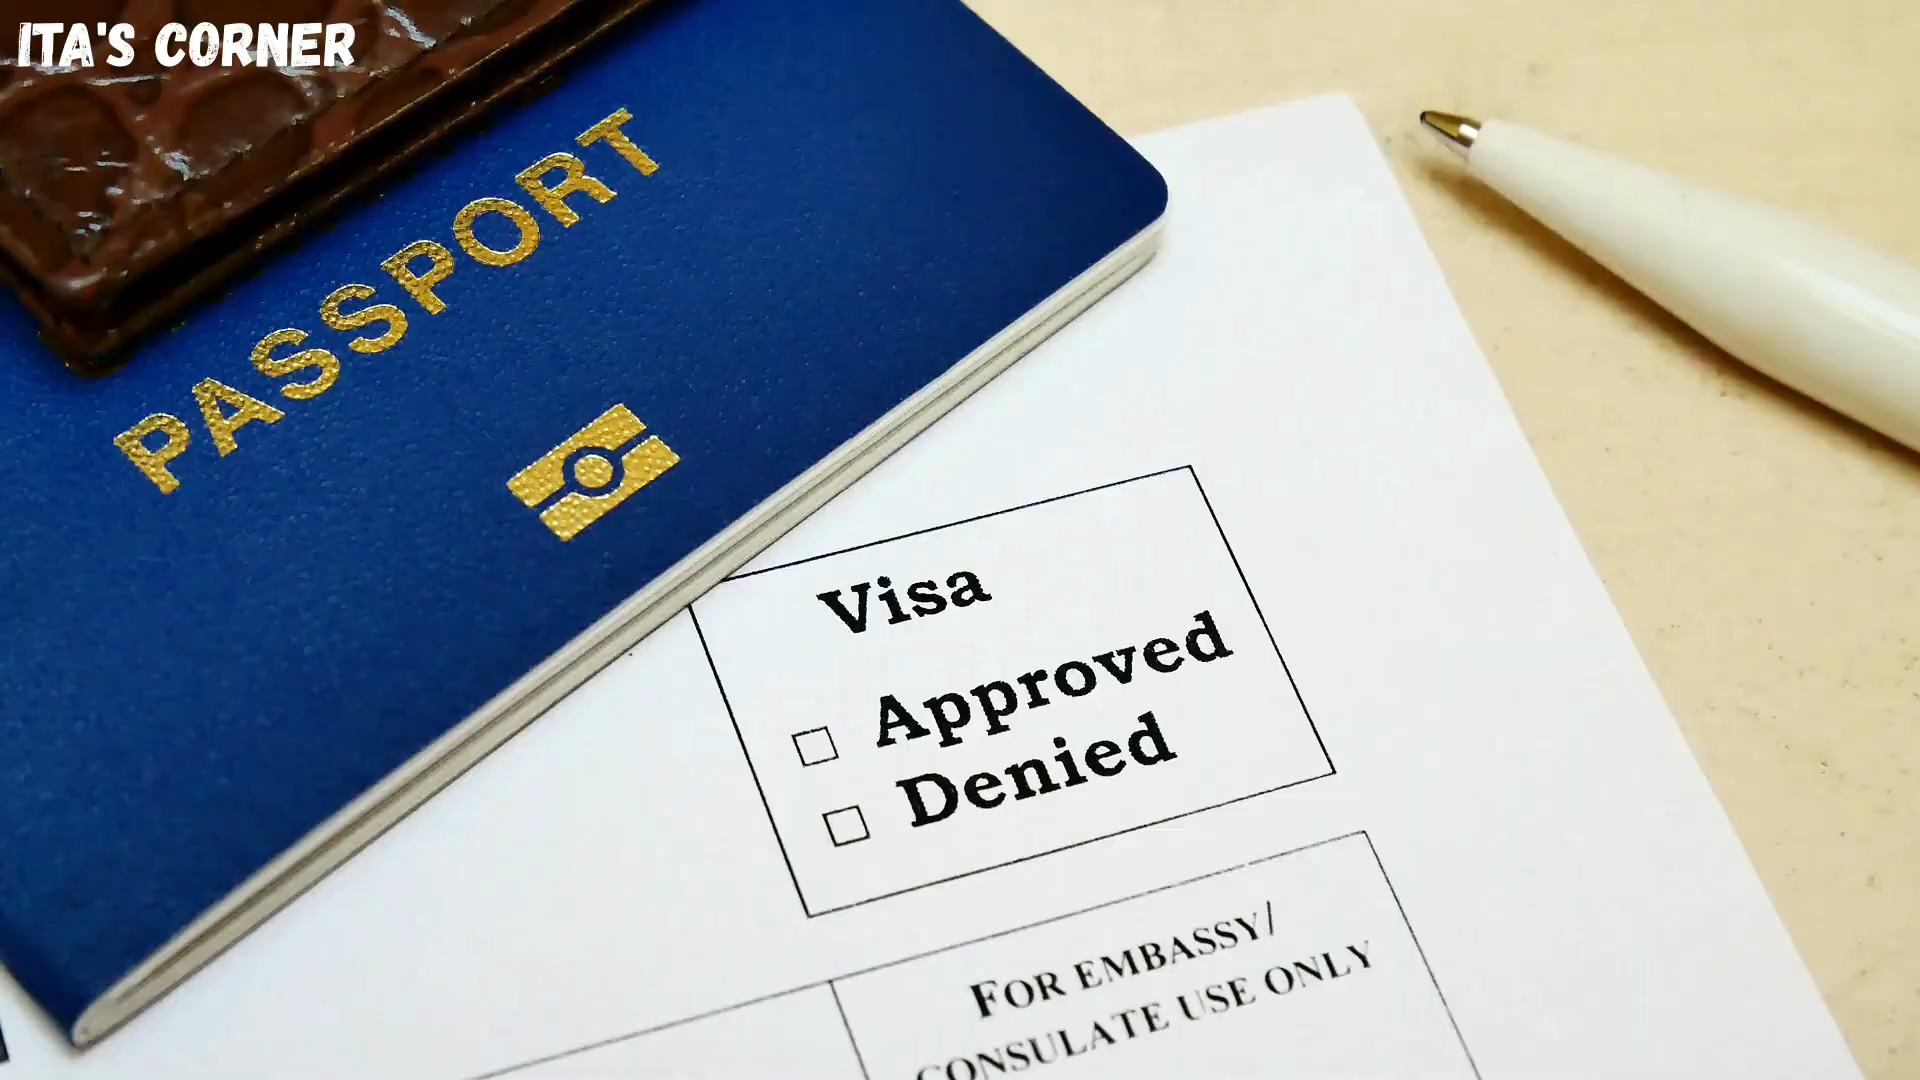 ITA'S CORNER
PASSPORT
Visa
Approved
Denied
FOR EMBASSY/
CONSULATE USE ONLY